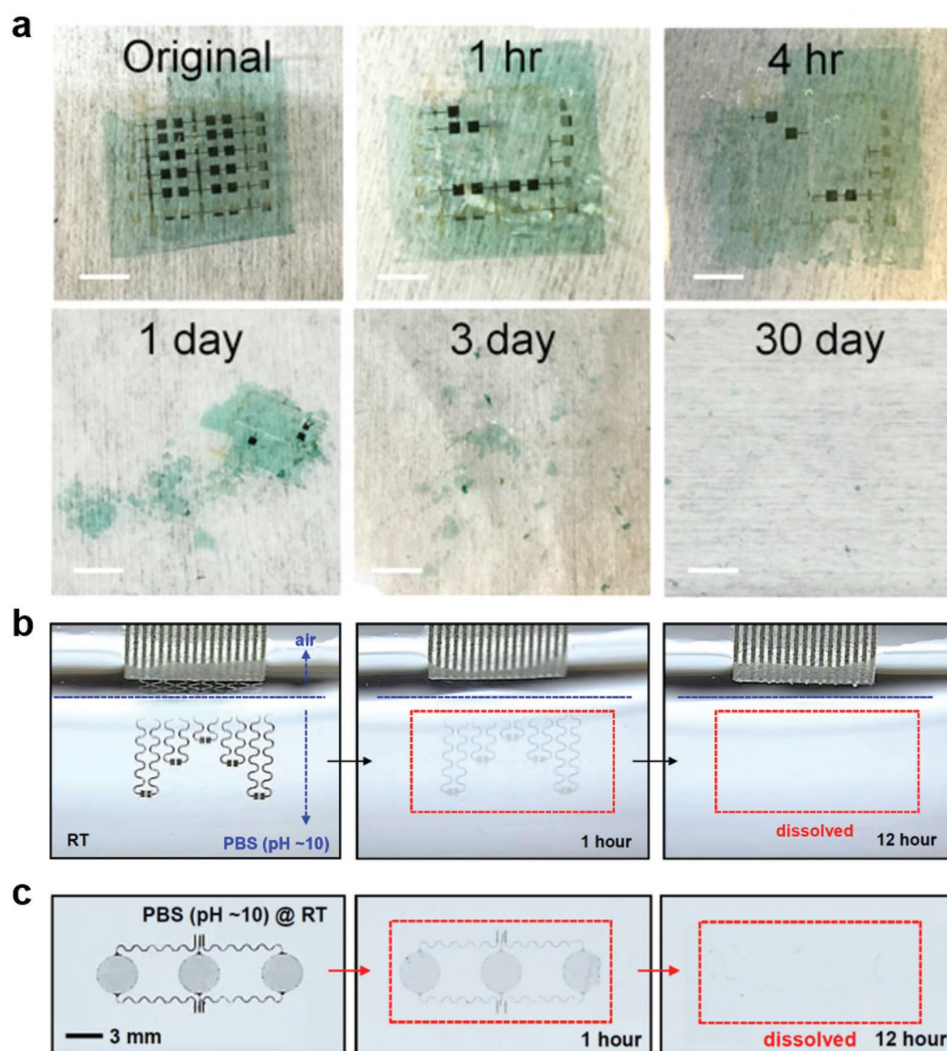 a
Original
1 hr
4 hr
1 day
3 day
30 day
b
air
RT
PBS (pH ~10)
1 hour
dissolved
12 hour
c
PBS (pH ~10) @ RT
3 mm
1 hour
dissolved
12 hour